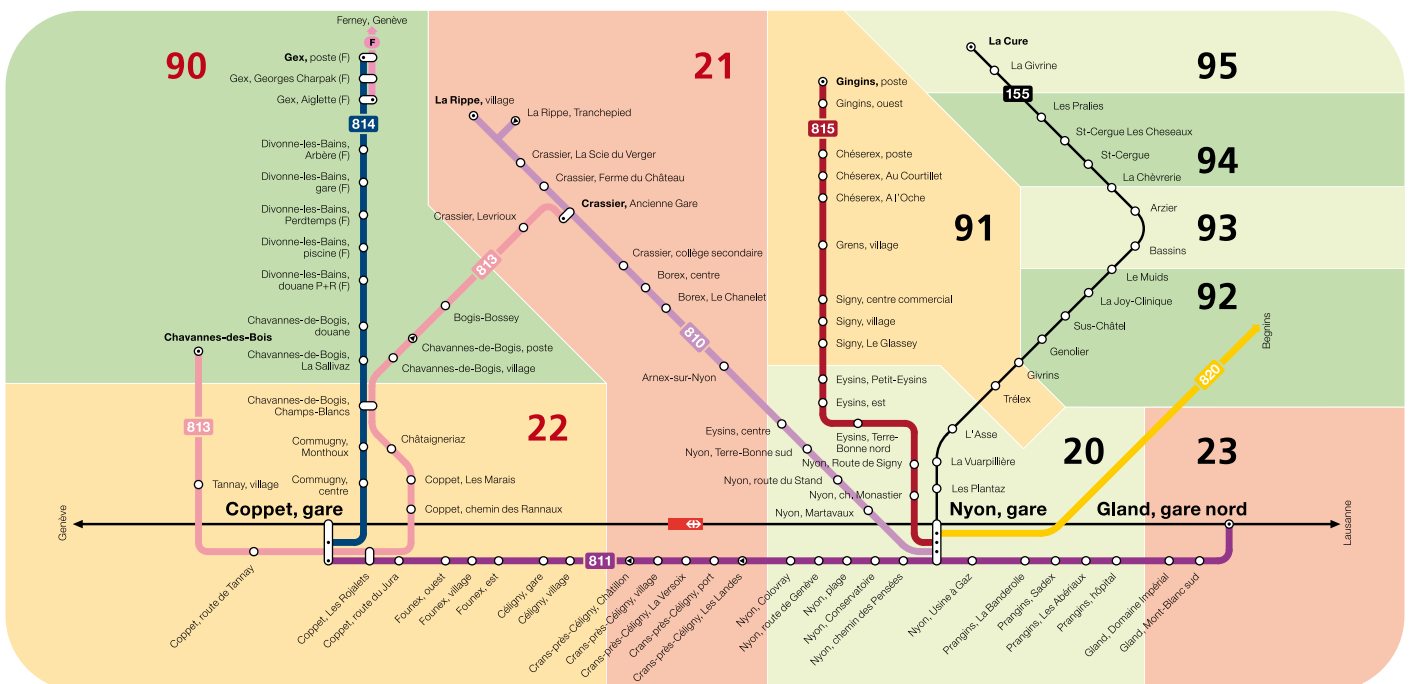 Ferney, Genève
F
90
Gex, poste (F)
Gex, Georges Charpak (F)
Gex, Aiglette (F)
814
Divonne-les-Bains,
Arbère (F)
Divonne-les-Bains,
gare (F)
Divonne-les-Bains,
Perdtemps (F)
Divonne-les-Bains,
piscine (F)
Divonne-les-Bains,
douane P+R (F)
Chavannes-de-Bogis,
douane
Chavannes-des-Bois
Chavannes-de-Bogis,
La Sallivaz
Chavannes-de-Bogis,
Champs-Blancs
813
Commugny,
Monthoux
Commugny,
centre
Tannay, village
Coppet, gare
21
La Rippe, village
La Rippe, Tranchepied
Crassier, La Scie du Verger
Crassier, Ferme du Château
Crassier, Ancienne Gare
Crassier, Levrioux
813
Bogis-Bossey
Chavannes-de-Bogis, poste
Chavannes-de-Bogis, village
22
Châtaigneriaz
Coppet, Les Marais
Coppet, chemin des Rannaux
Crassier, collège secondaire
Borex, centre
Borex, Le Chanelet
810
Arnex-sur-Nyon
Eysins, centre
Nyon, Terre-Bonne sud
Nyon, route du Stand
Nyon, Martavaux
Gingins, poste
Gingins, ouest
815
Chéserex, poste
Chéserex, Au Courtillet
Chéserex, A l'Oche
Grens, village
91
Signy, centre commercial
Signy, village
Signy, Le Glassey
Eysins, Petit-Eysins
Eysins, est
Eysins, Terre-
Bonne nord
Nyon, Route de Signy
Nyon, ch. Monastier
La Cure
La Givrine
95
155
Les Pralies
St-Cergue Les Cheseaux
St-Cergue
94
La Chèvrerie
Arzier
93
Bassins
Le Muids
92
La Joy-Clinique
Sus-Châtel
Genolier
Givrins
Trélex
L'Asse
La Vuarpillière
Les Plantaz
Begnins
820
20
23
Nyon, gare
Gland, gare nord
Genève
Lausanne
811
Coppet, route de Tannay
Coppet, Les Rojalets
Coppet, route du Jura
Founex, ouest
Founex, village
Founex, est
Céligny, gare
Céligny, village
Crans-près-Céligny, Châtillon
Crans-près-Céligny, village
Crans-près-Céligny, La Versoix
Crans-près-Céligny, port
Crans-près-Céligny, Les Landes
Nyon, Colovray
Nyon, route de Genève
Nyon, plage
Nyon, Conservatoire
Nyon, chemin des Pensées
Nyon, Usine à Gaz
Prangins, La Banderolle
Prangins, Sadex
Prangins, Les Abériaux
Prangins, hôpital
Gland, Domaine Impérial
Gland, Mont-Blanc sud